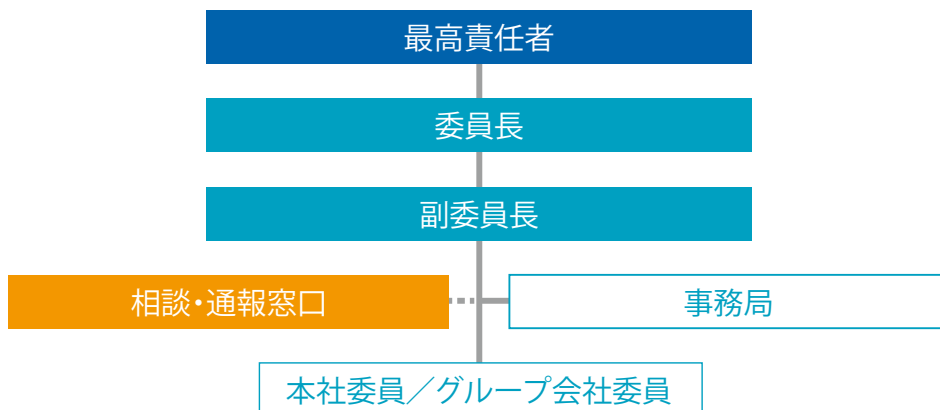 最高責任者
委員長
副委員長
相談・通報窓口
事務局
本社委員／グループ会社委員